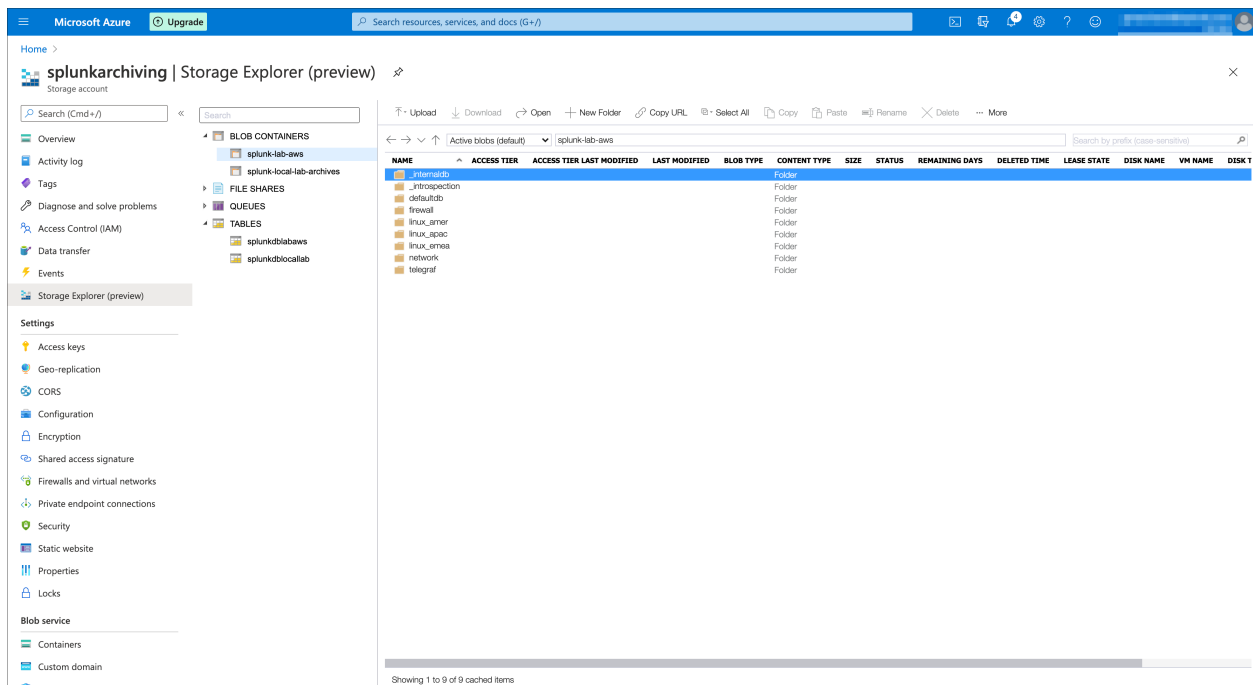 Microsoft Azure
Upgrade
Search resources, services, and docs (G+/)
4
Home >
splunkarchiving | Storage Explorer (preview)
Storage account
Search (Cmd+/)
Overview
Activity log
Tags
Diagnose and solve problems
Access Control (IAM)
Data transfer
Events
Storage Explorer (preview)
Settings
Access keys
Geo-replication
CORS
Configuration
Encryption
Shared access signature
Firewalls and virtual networks
Private endpoint connections
Security
Static website
Properties
Locks
Blob service
Containers
Custom domain
Search
BLOB CONTAINERS
splunk-lab-aws
splunk-local-lab-archives
FILE SHARES
QUEUES
TABLES
splunkdblabaws
splunkdblocallab
Upload Download Open New Folder Copy URL Select All Copy Paste Rename Delete ... More
Active blobs (default) splunk-lab-aws Search by prefix (case-sensitive)
NAME ACCESS TIER ACCESS TIER LAST MODIFIED LAST MODIFIED BLOB TYPE CONTENT TYPE SIZE STATUS REMAINING DAYS DELETED TIME LEASE STATE DISK NAME VM NAME DISK T
_internaldb Folder
_introspection Folder
defaultdb Folder
firewall Folder
linux_amer Folder
linux_apac Folder
linux_emea Folder
network Folder
telegraf Folder
Showing 1 to 9 of 9 cached items